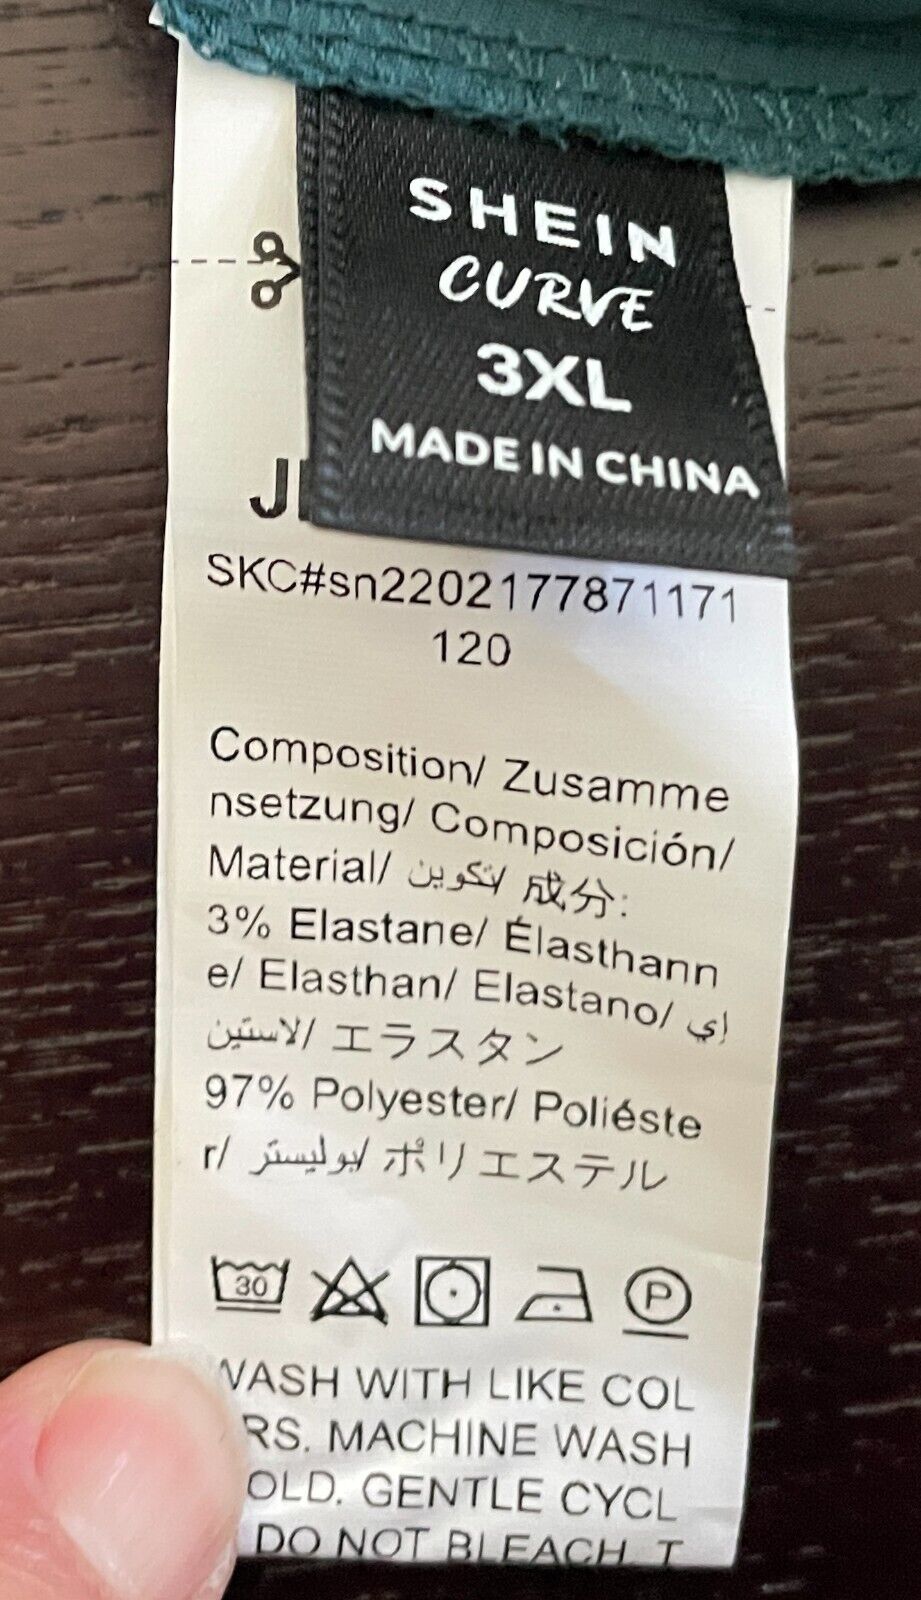 SHEIN
CURVE
3XL
MADE IN CHINA
SKC#sn2202177871171
120
Composition/ Zusamme
nsetzung/ Composición/
Material/ تكوين/ 成分:
3% Elastane/ Élasthann
e/ Elasthan/ Elastano/ إي
لاستين/ エラスタン
97% Polyester/ Poliéste
r/ بوليستر/ ポリエステル
30
P
WASH WITH LIKE COL
RS. MACHINE WASH
OLD. GENTLE CYCL
DO NOT BLEACH. T